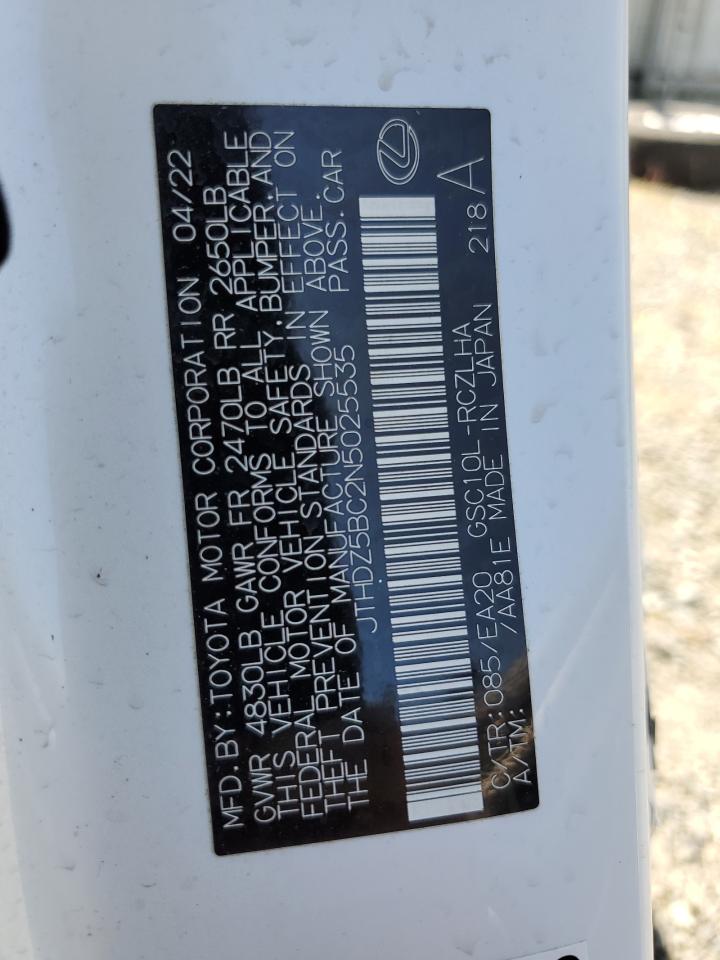 MFD.BY:TOYOTA MOTOR CORPORATION 04/22
GVWR 4830LB GAWR FR 2470LB RR 2650LB
THIS VEHICLE CONFORMS TO ALL APPLICABLE
FEDERAL MOTOR VEHICLE SAFETY,BUMPER,AND
THEFT PREVENTION STANDARDS IN EFFECT ON
THE DATE OF MANUFACTURE SHOWN ABOVE.
JTHDZ5BC2N5025535 PASS.CAR
C/TR:085/EA20 GSC10L-RCZLHA 218
A/TM: /AA81E MADE IN JAPAN A